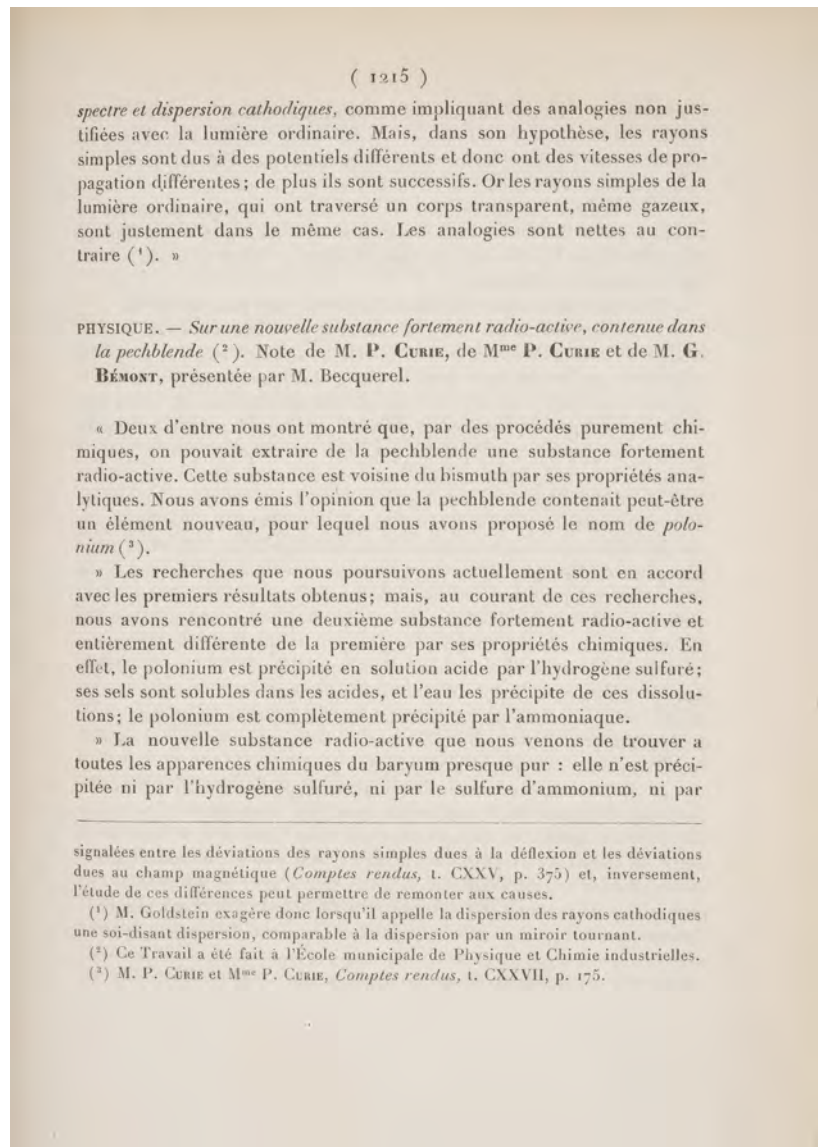 ( 1215 )
spectre et dispersion cathodiques, comme impliquant des analogies non jus-
tifiées avec la lumière ordinaire. Mais, dans son hypothèse, les rayons
simples sont dus à des potentiels différents et donc ont des vitesses de pro-
pagation différentes; de plus ils sont successifs. Or les rayons simples de la
lumière ordinaire, qui ont traversé un corps transparent, même gazeux,
sont justement dans le même cas. Les analogies sont nettes au con-
traire (¹). »
PHYSIQUE. — Sur une nouvelle substance fortement radio-active, contenue dans
la pechblende (²). Note de M. P. Curie, de Mme P. Curie et de M. G.
Bémont, présentée par M. Becquerel.
« Deux d'entre nous ont montré que, par des procédés purement chi-
miques, on pouvait extraire de la pechblende une substance fortement
radio-active. Cette substance est voisine du bismuth par ses propriétés ana-
lytiques. Nous avons émis l'opinion que la pechblende contenait peut-être
un élément nouveau, pour lequel nous avons proposé le nom de polo-
nium (³).
» Les recherches que nous poursuivons actuellement sont en accord
avec les premiers résultats obtenus; mais, au courant de ces recherches,
nous avons rencontré une deuxième substance fortement radio-active et
entièrement différente de la première par ses propriétés chimiques. En
effet, le polonium est précipité en solution acide par l'hydrogène sulfuré;
ses sels sont solubles dans les acides, et l'eau les précipite de ces dissolu-
tions; le polonium est complètement précipité par l'ammoniaque.
» La nouvelle substance radio-active que nous venons de trouver a
toutes les apparences chimiques du baryum presque pur : elle n'est préci-
pitée ni par l'hydrogène sulfuré, ni par le sulfure d'ammonium, ni par
signalées entre les déviations des rayons simples dues à la déflexion et les déviations
dues au champ magnétique (Comptes rendus, t. CXXV, p. 375) et, inversement,
l'étude de ces différences peut permettre de remonter aux causes.
(¹) M. Goldstein exagère donc lorsqu'il appelle la dispersion des rayons cathodiques
une soi-disant dispersion, comparable à la dispersion par un miroir tournant.
(²) Ce Travail a été fait à l'École municipale de Physique et Chimie industrielles.
(³) M. P. Curie et Mme P. Curie, Comptes rendus, t. CXXVII, p. 175.